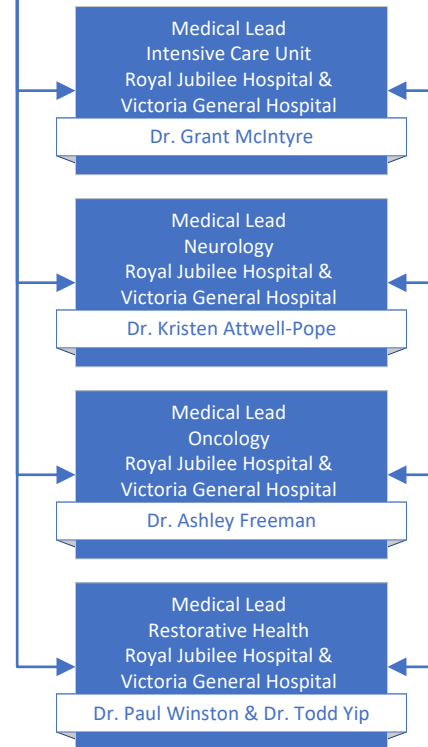 Medical Lead
Intensive Care Unit
Royal Jubilee Hospital &
Victoria General Hospital
Dr. Grant McIntyre
Medical Lead
Neurology
Royal Jubilee Hospital &
Victoria General Hospital
Dr. Kristen Attwell-Pope
Medical Lead
Oncology
Royal Jubilee Hospital &
Victoria General Hospital
Dr. Ashley Freeman
Medical Lead
Restorative Health
Royal Jubilee Hospital &
Victoria General Hospital
Dr. Paul Winston & Dr. Todd Yip